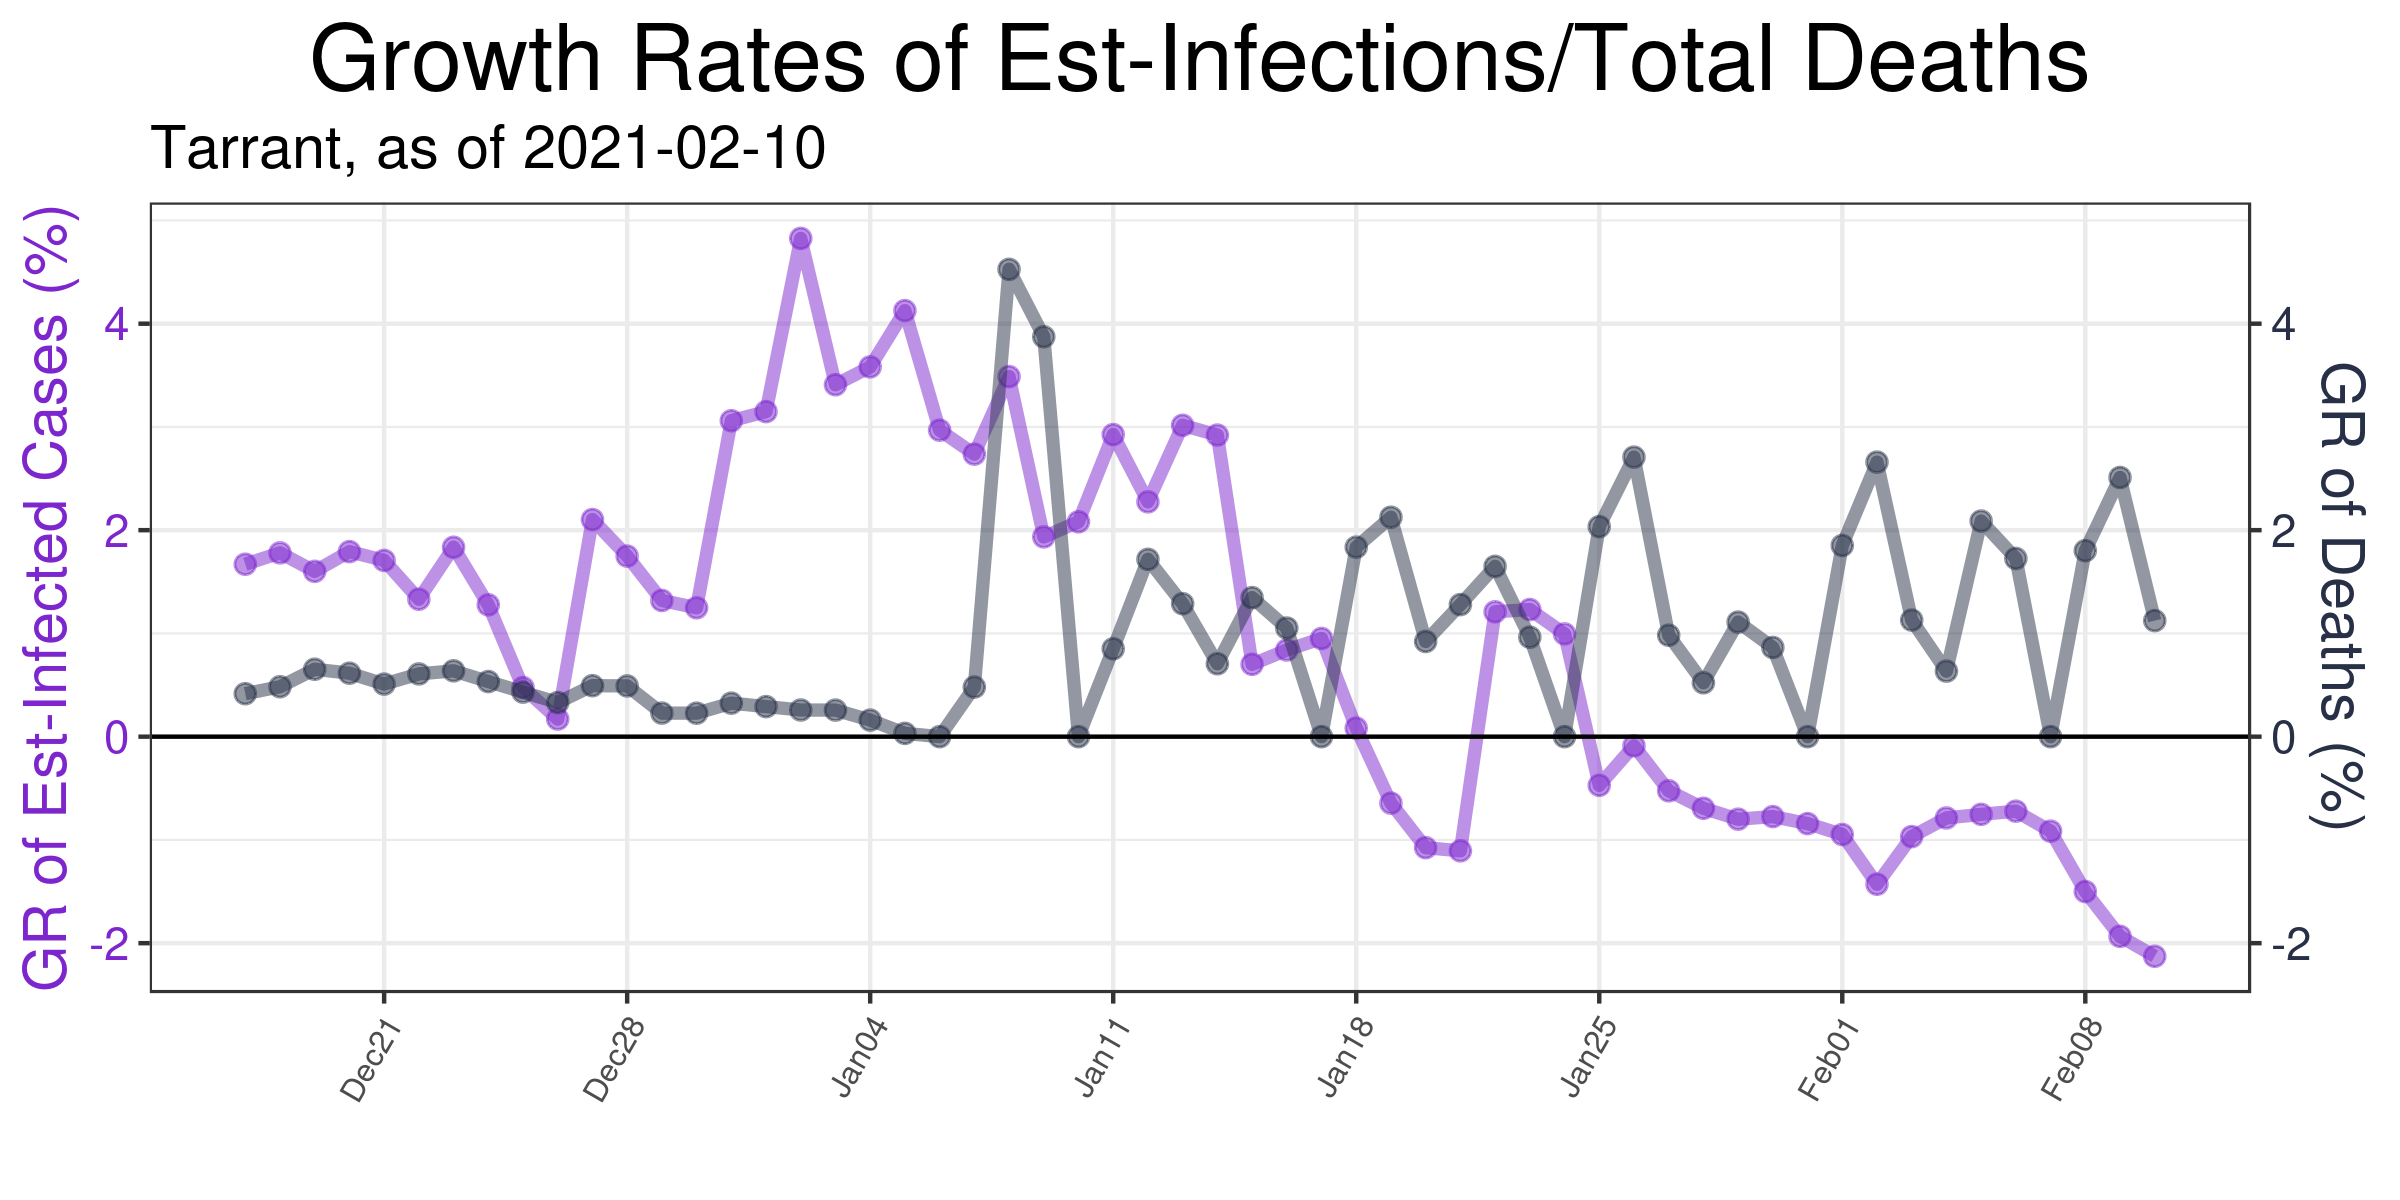 Growth Rates of Est-Infections/Total Deaths
Tarrant, as of 2021-02-10
GR of Est-Infected Cases (%)
4
2
0
-2
4
2
0
-2
GR of Deaths (%)
Dec21
Dec28
Jan04
Jan11
Jan18
Jan25
Feb01
Feb08